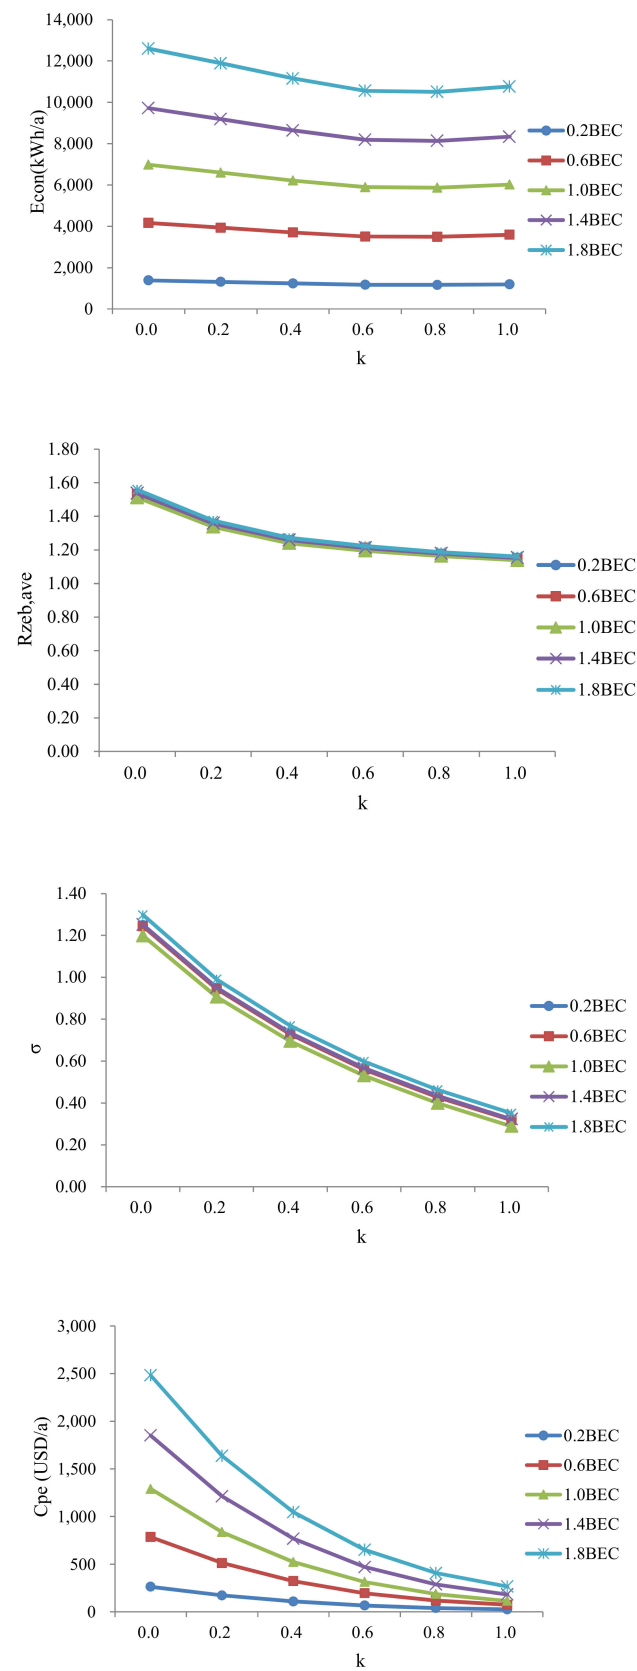 14,000
12,000
10,000
8,000
6,000
4,000
2,000
0
Econ(kWh/a)
0.0 0.2 0.4 0.6 0.8 1.0
k
0.2BEC
0.6BEC
1.0BEC
1.4BEC
1.8BEC
1.80
1.60
1.40
1.20
1.00
0.80
0.60
0.40
0.20
0.00
Rzeb,ave
0.0 0.2 0.4 0.6 0.8 1.0
k
0.2BEC
0.6BEC
1.0BEC
1.4BEC
1.8BEC
1.40
1.20
1.00
0.80
0.60
0.40
0.20
0.00
σ
0.0 0.2 0.4 0.6 0.8 1.0
k
0.2BEC
0.6BEC
1.0BEC
1.4BEC
1.8BEC
3,000
2,500
2,000
1,500
1,000
500
0
Cpe (USD/a)
0.0 0.2 0.4 0.6 0.8 1.0
k
0.2BEC
0.6BEC
1.0BEC
1.4BEC
1.8BEC